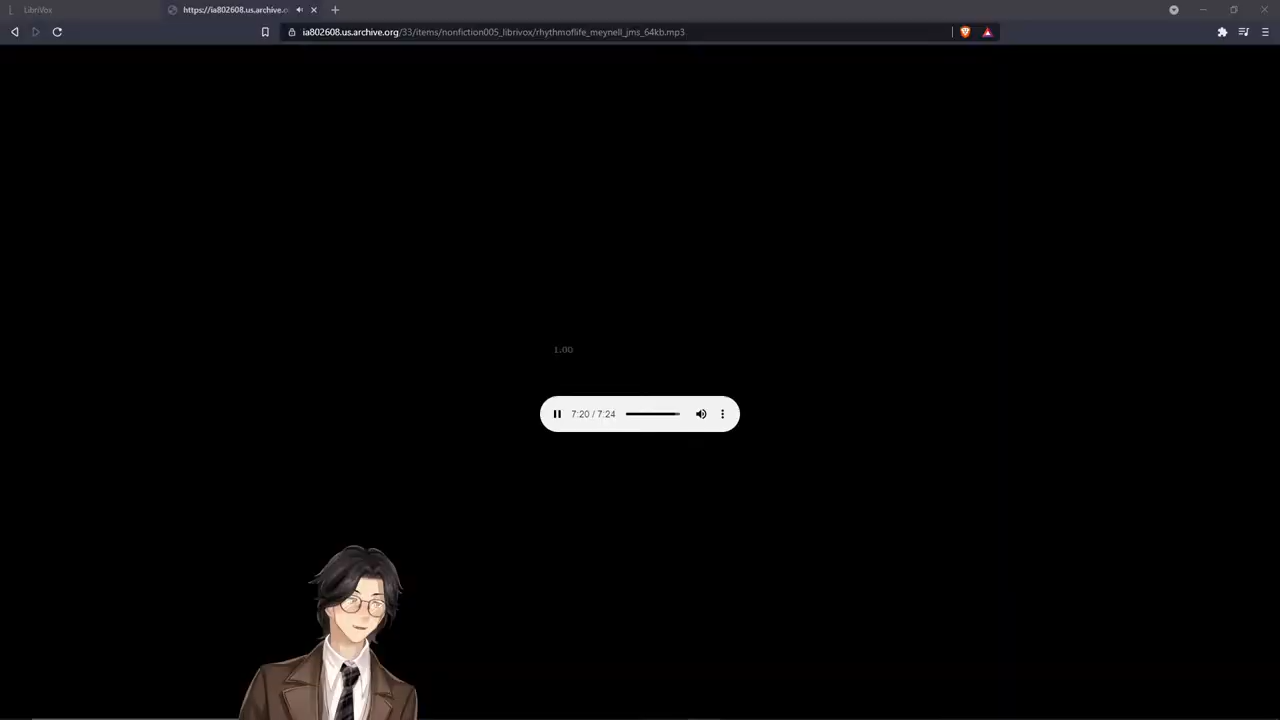 LibriVox
https://ia802608.us.archive.o
ia802608.us.archive.org/33/items/nonfiction005_librivox/rhythmoflife_meynell_jms_64kb.mp3
1.00
7:20 / 7:24